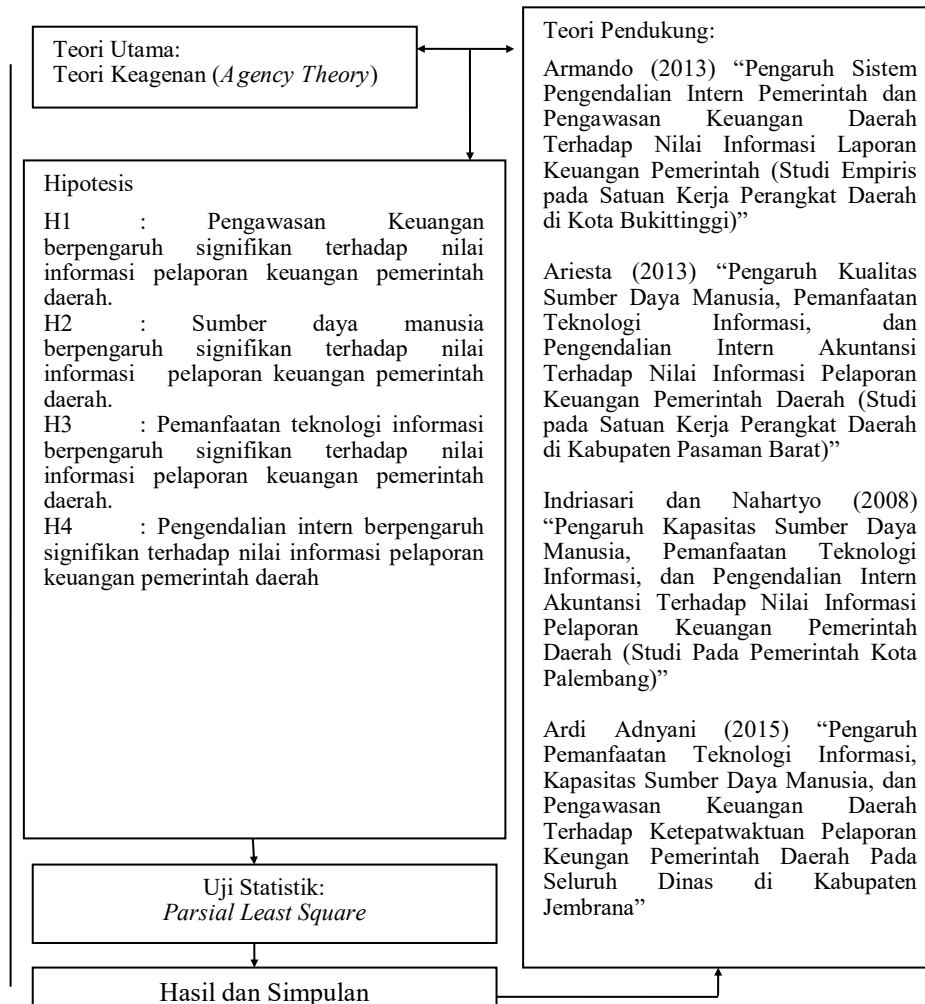 Teori Utama:
Teori Keagenan (Agency Theory)
Hipotesis
H1 : Pengawasan Keuangan
berpengaruh signifikan terhadap nilai
informasi pelaporan keuangan pemerintah
daerah.
H2 : Sumber daya manusia
berpengaruh signifikan terhadap nilai
informasi pelaporan keuangan pemerintah
daerah.
H3 : Pemanfaatan teknologi informasi
berpengaruh signifikan terhadap nilai
informasi pelaporan keuangan pemerintah
daerah.
H4 : Pengendalian intern berpengaruh
signifikan terhadap nilai informasi pelaporan
keuangan pemerintah daerah
Uji Statistik:
Parsial Least Square
Hasil dan Simpulan
Teori Pendukung:
Armando (2013) “Pengaruh Sistem
Pengendalian Intern Pemerintah dan
Pengawasan Keuangan Daerah
Terhadap Nilai Informasi Laporan
Keuangan Pemerintah (Studi Empiris
pada Satuan Kerja Perangkat Daerah
di Kota Bukittinggi)”
Ariesta (2013) “Pengaruh Kualitas
Sumber Daya Manusia, Pemanfaatan
Teknologi Informasi, dan
Pengendalian Intern Akuntansi
Terhadap Nilai Informasi Pelaporan
Keuangan Pemerintah Daerah (Studi
pada Satuan Kerja Perangkat Daerah
di Kabupaten Pasaman Barat)”
Indriasari dan Nahartyo (2008)
“Pengaruh Kapasitas Sumber Daya
Manusia, Pemanfaatan Teknologi
Informasi, dan Pengendalian Intern
Akuntansi Terhadap Nilai Informasi
Pelaporan Keuangan Pemerintah
Daerah (Studi Pada Pemerintah Kota
Palembang)”
Ardi Adnyani (2015) “Pengaruh
Pemanfaatan Teknologi Informasi,
Kapasitas Sumber Daya Manusia, dan
Pengawasan Keuangan Daerah
Terhadap Ketepatwaktuan Pelaporan
Keungan Pemerintah Daerah Pada
Seluruh Dinas di Kabupaten
Jembrana”